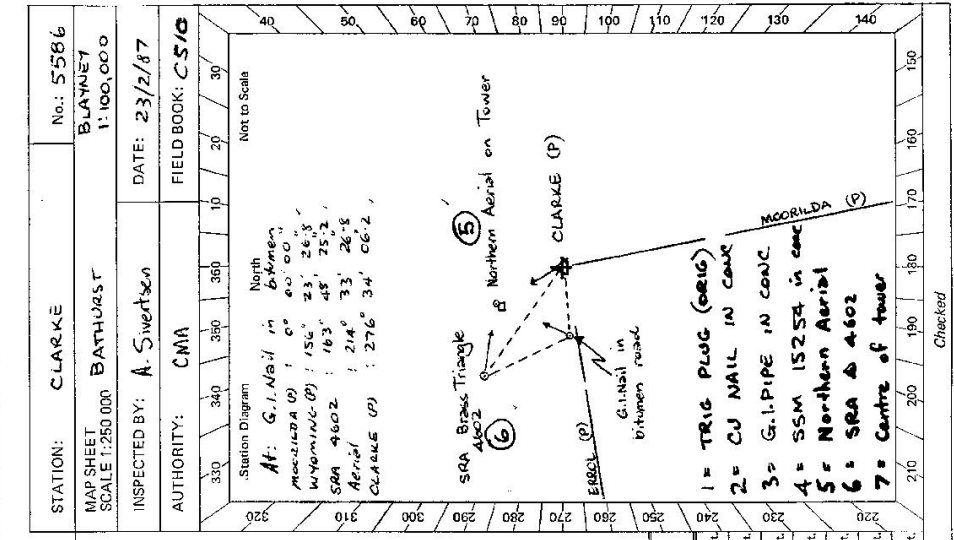 STATION: CLARKE No.: 5586
MAP SHEET
SCALE 1:250 000 BATHURST BLAYNEY
1:100,000
INSPECTED BY: A. Sivertsen DATE: 23/2/87
AUTHORITY: CMA FIELD BOOK: C510
330 340 350 360 10 20 30
North
Station Diagram Not to Scale
At: G.I. Nail in bitumen
MOORILDA (P) : 0° 00' 00"
WYOMING (P) : 156° 23' 26.8"
SRA 4602 : 163° 48' 25.2"
Aerial : 214° 33' 26.8"
CLARKE (P) : 276° 34' 06.2"
SRA Brass Triangle
4602
6
5
Northern Aerial on Tower
CLARKE (P)
G.I. Nail in
bitumen road
ERROL (P)
MOORILDA (P)
1 = TRIG PLUG (ORIG)
2 = CU NAIL IN CONC
3 = G.I. PIPE IN CONC
4 = SSM 15254 in conc
5 = Northern Aerial
6 = SRA Δ 4602
7 = Centre of tower
320 310 300 290 280 270 260 250 240 230 220
40 50 60 70 80 90 100 110 120 130 140
210 200 190 180 170 160 150
Checked